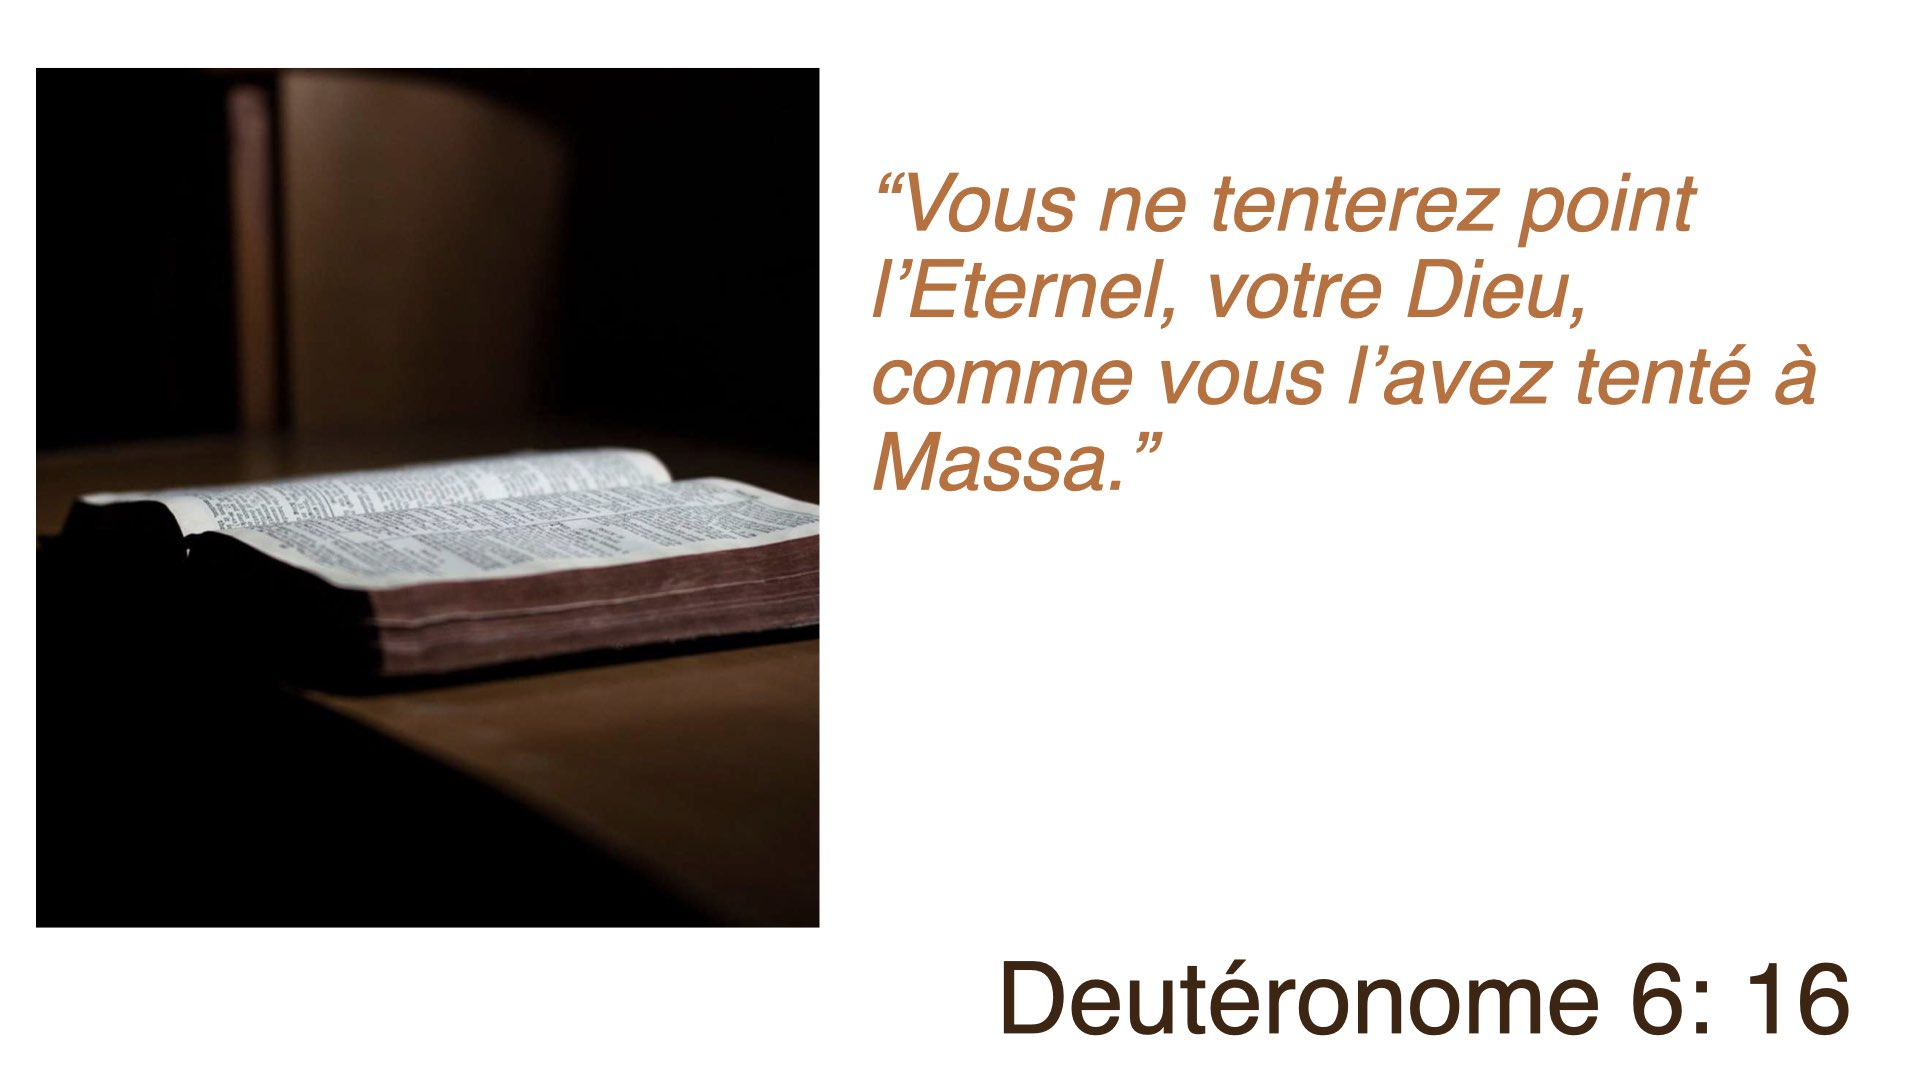 “Vous ne tenterez point
l’Eternel, votre Dieu,
comme vous l’avez tenté à
Massa.”
Deutéronome 6: 16